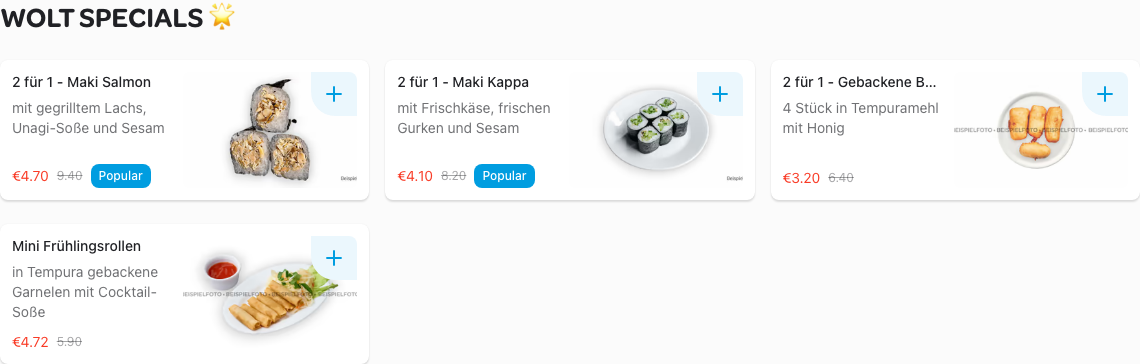 WOLT SPECIALS 🌟
2 für 1 - Maki Salmon
mit gegrilltem Lachs,
Unagi-Soße und Sesam
€4.70 9.40 Popular
Beispiel
2 für 1 - Maki Kappa
mit Frischkäse, frischen
Gurken und Sesam
€4.10 8.20 Popular
Beispiel
2 für 1 - Gebackene B...
4 Stück in Tempuramehl
mit Honig
EISPIELFOTO • BEISPIELFOTO • BEISPIELFOTO
€3.20 6.40
Mini Frühlingsrollen
in Tempura gebackene
Garnelen mit Cocktail-
Soße
EISPIELFOTO • BEISPIELFOTO • BEISPIELFOTO
€4.72 5.90